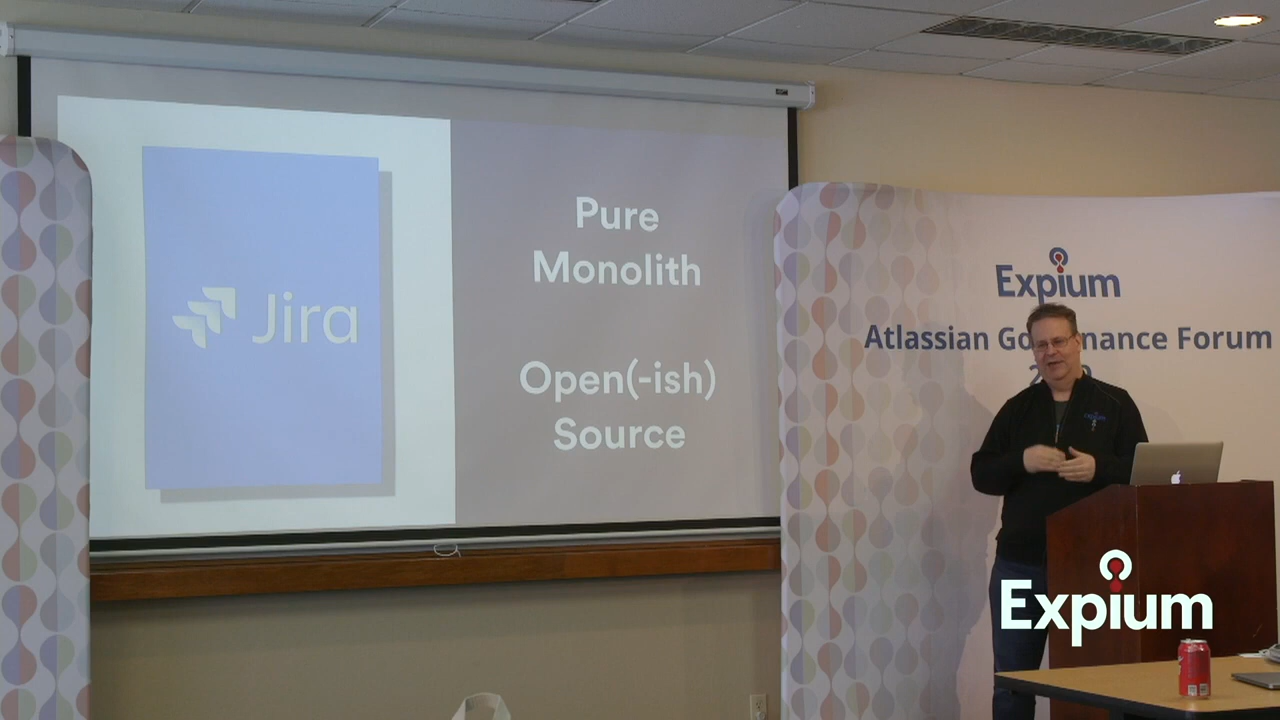 Jira
Pure
Monolith
Open(-ish)
Source
Expium
Atlassian Go nance Forum
Expium